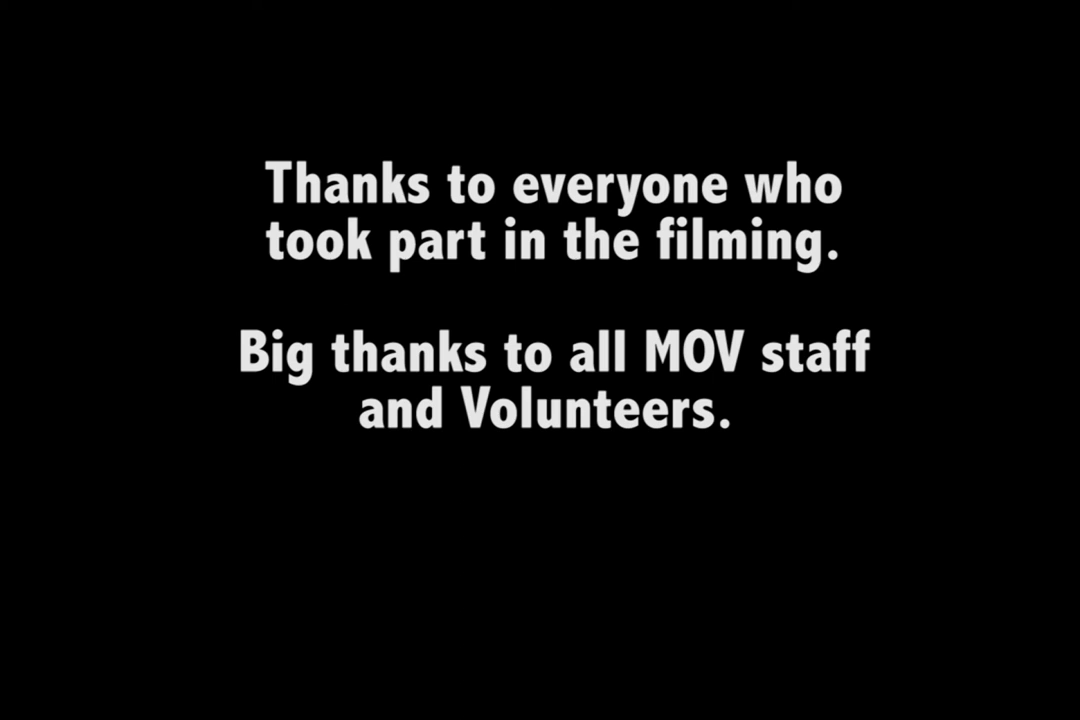 Thanks to everyone who
took part in the filming.
Big thanks to all MOV staff
and Volunteers.